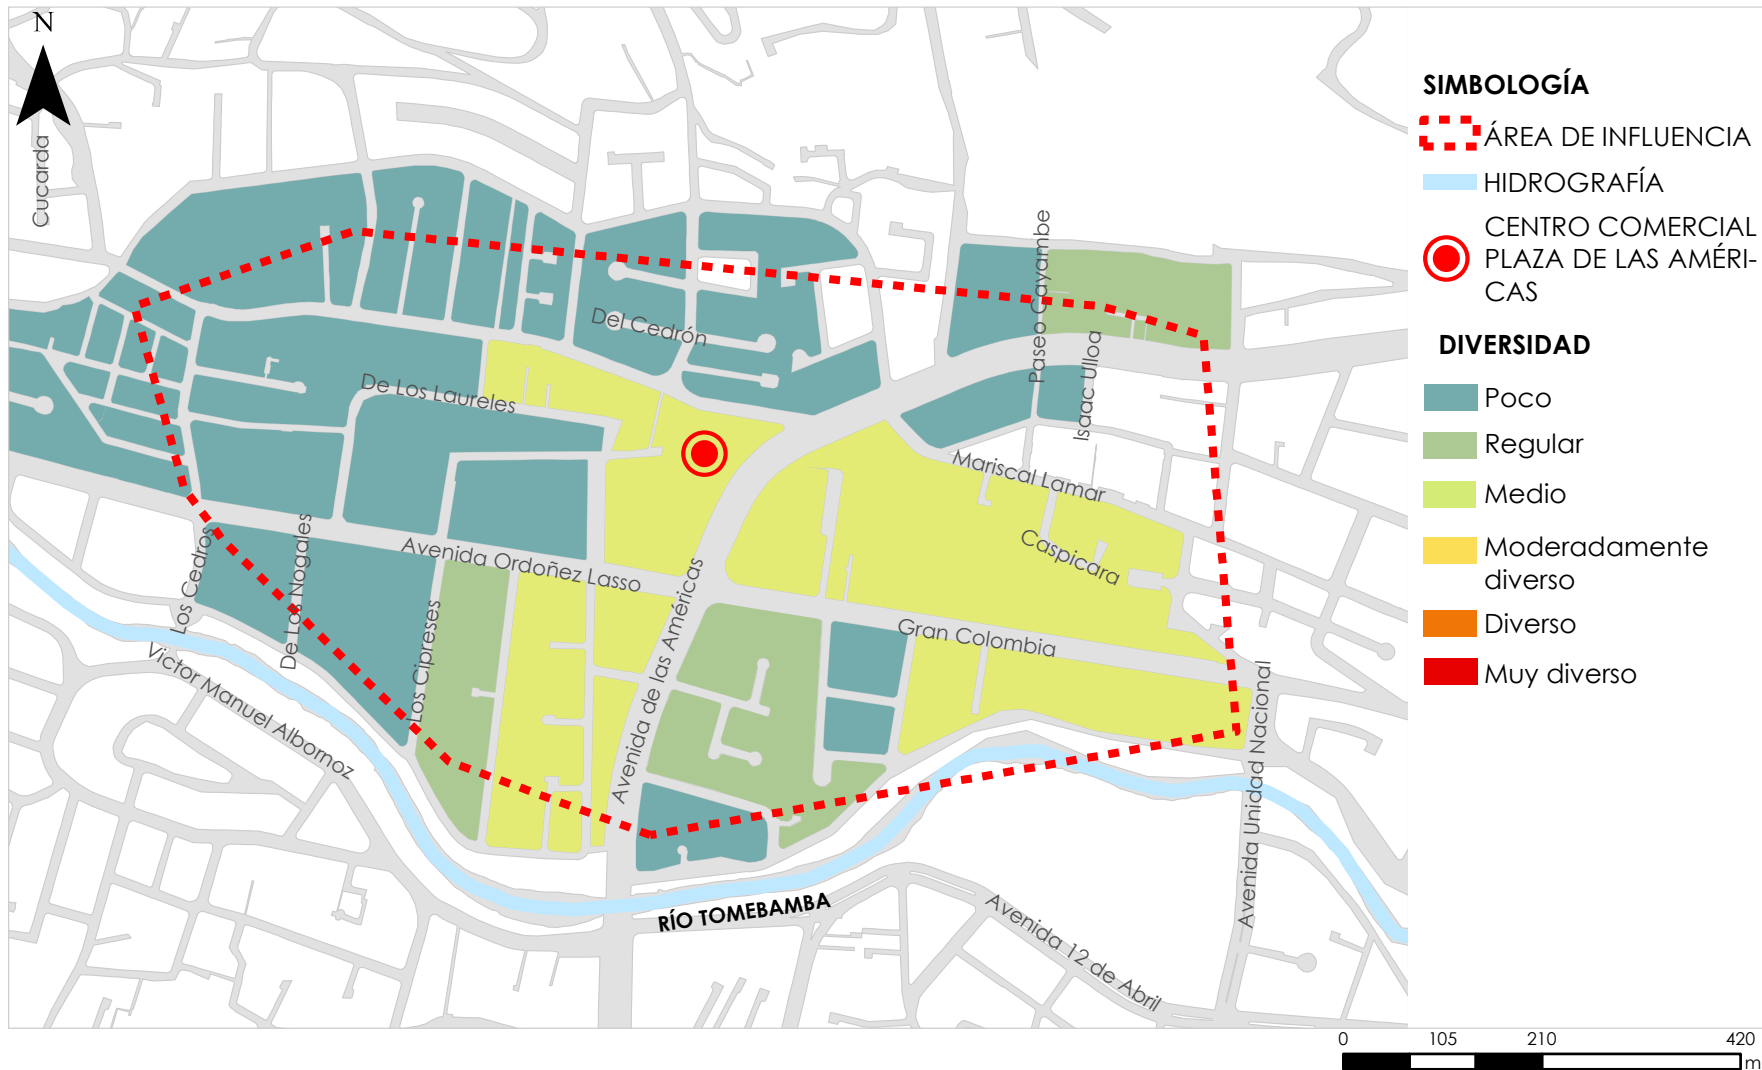 N
Cucarda
Paseo Cayambe
Del Cedrón
Isaac Ulloa
De Los Laureles
Mariscal Lamar
Caspicara
Avenida Ordoñez Lasso
Los Cedros
De Los Nogales
Los Cipreses
Avenida de las Américas
Gran Colombia
Victor Manuel Albornoz
Avenida Unidad Nacional
RÍO TOMEBAMBA
Avenida 12 de Abril
SIMBOLOGÍA
ÁREA DE INFLUENCIA
HIDROGRAFÍA
CENTRO COMERCIAL
PLAZA DE LAS AMÉRI-
CAS
DIVERSIDAD
Poco
Regular
Medio
Moderadamente
diverso
Diverso
Muy diverso
0 105 210 420
m